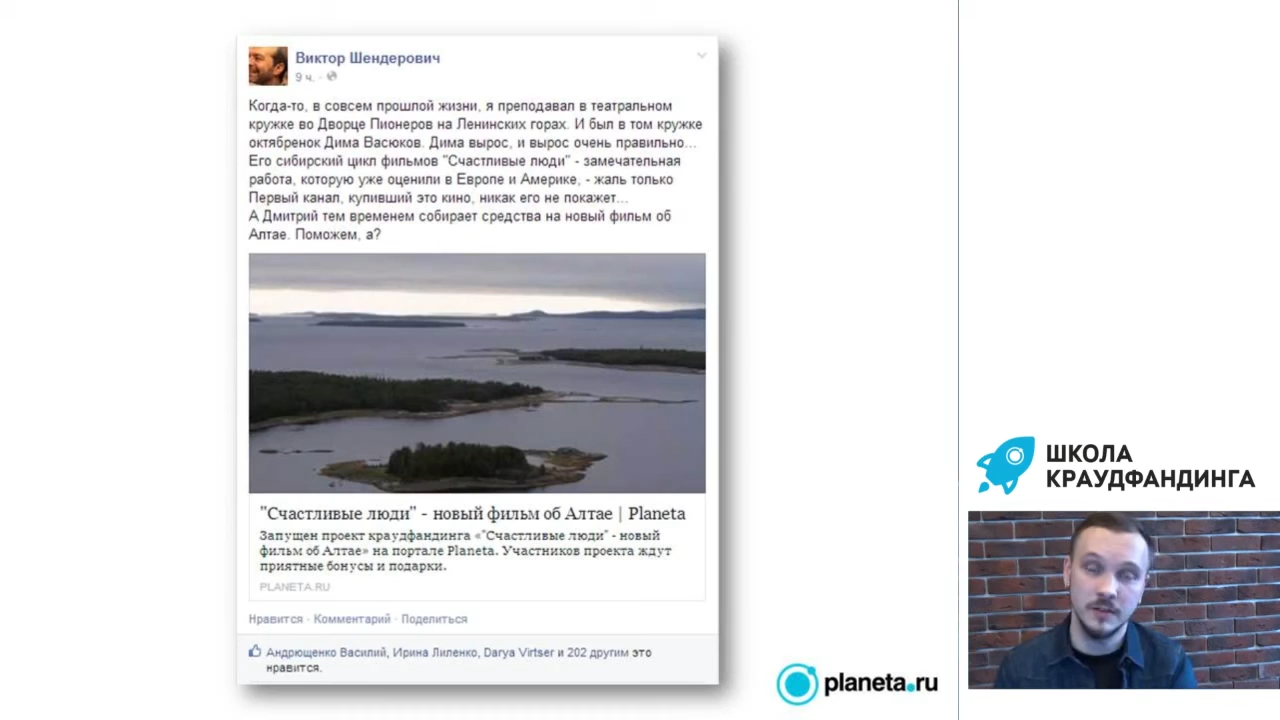 Виктор Шендерович
9 ч. ·
Когда-то, в совсем прошлой жизни, я преподавал в театральном
кружке во Дворце Пионеров на Ленинских горах. И был в том кружке
октябренок Дима Васюков. Дима вырос, и вырос очень правильно...
Его сибирский цикл фильмов "Счастливые люди" - замечательная
работа, которую уже оценили в Европе и Америке, - жаль только
Первый канал, купивший это кино, никак его не покажет...
А Дмитрий тем временем собирает средства на новый фильм об
Алтае. Поможем, а?
"Счастливые люди" - новый фильм об Алтае | Planeta
Запущен проект краудфандинга «"Счастливые люди" - новый
фильм об Алтае» на портале Planeta. Участников проекта ждут
приятные бонусы и подарки.
PLANETA.RU
Нравится · Комментарий · Поделиться
Андрющенко Василий, Ирина Лиленко, Darya Virtser и 202 другим это
нравится.
planeta.ru
ШКОЛА
КРАУДФАНДИНГА